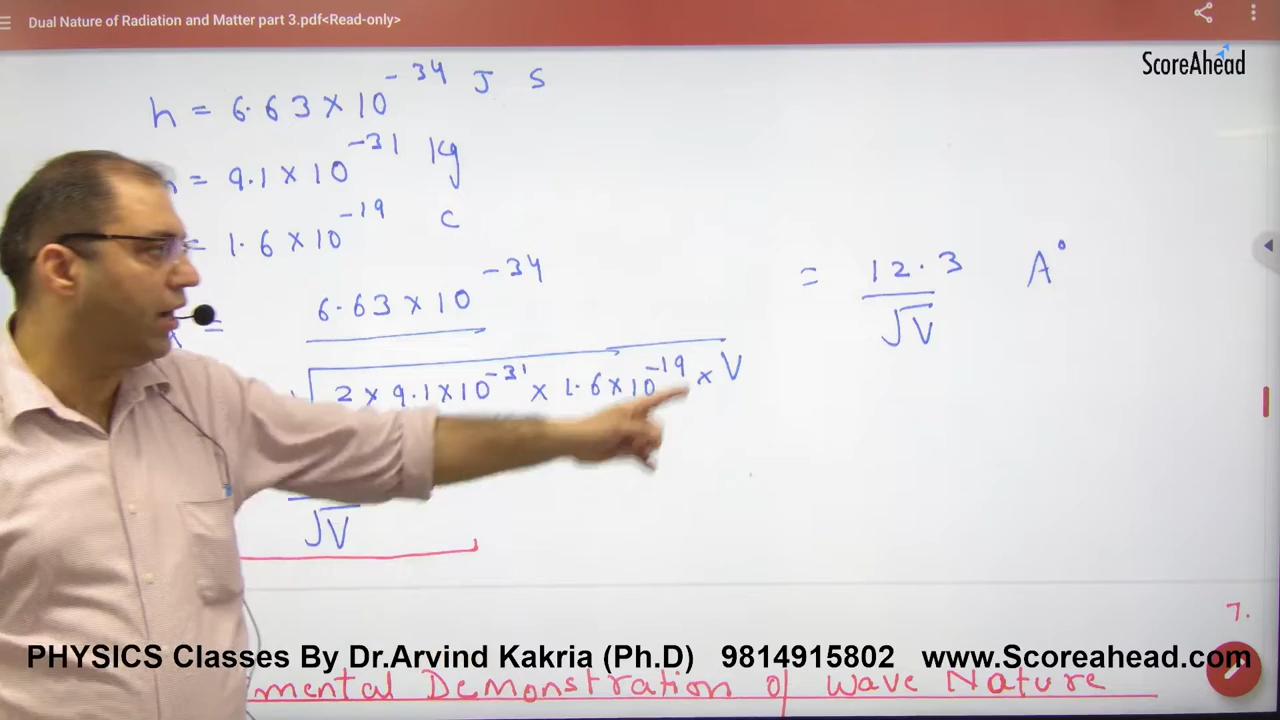 Dual Nature of Radiation and Matter part 3.pdf<Read-only>
ScoreAhead
h = 6.63 × 10^-34 J S
= 9.1 × 10^-31 kg
= 1.6 × 10^-19 C
= 6.63 × 10^-34
√2 × 9.1 × 10^-31 × 1.6 × 10^-19 × V
= 12.3 / √V A°
√V
7.
PHYSICS Classes By Dr.Arvind Kakria (Ph.D) 9814915802 www.Scoreahead.com
mental Demonstration of Wave Nature